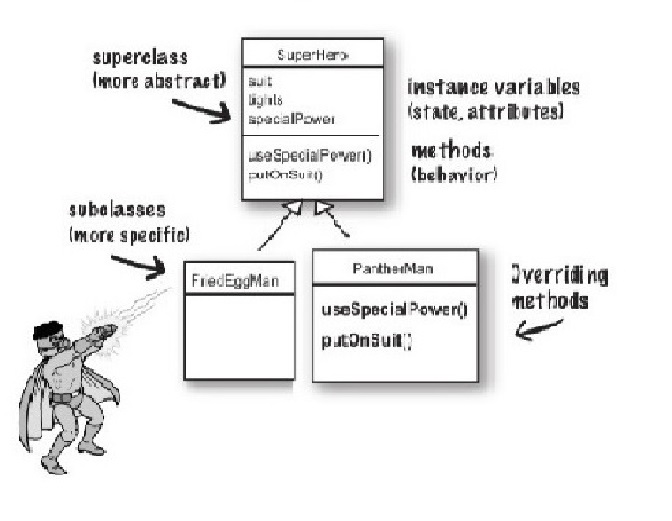 superclass
(more abstract)
SuperHero
suit
tights
specialPower
useSpecialPower()
putOnSuit()
instance variables
(state, attributes)
methods
(behavior)
subclasses
(more specific)
FriedEggMan
PantherMan
useSpecialPower()
putOnSuit()
Overriding
methods